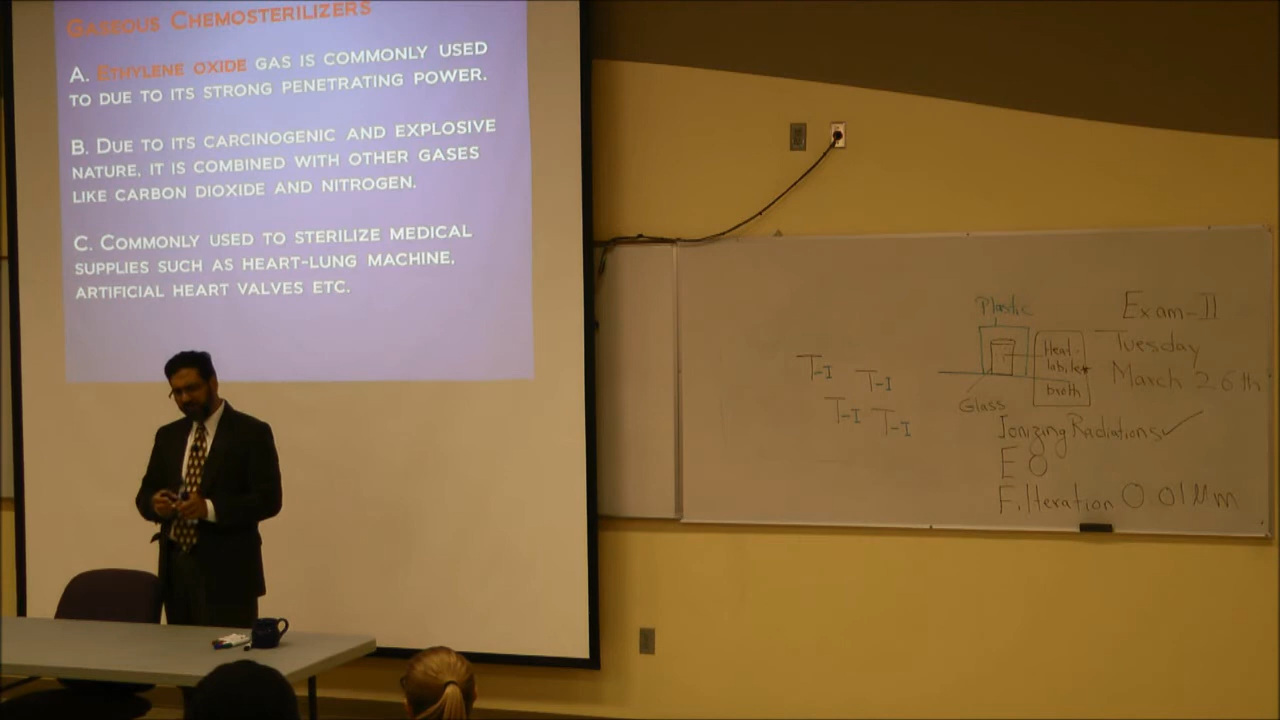 GASEOUS CHEMOSTERILIZERS
A. ETHYLENE OXIDE GAS IS COMMONLY USED
TO DUE TO ITS STRONG PENETRATING POWER.
B. DUE TO ITS CARCINOGENIC AND EXPLOSIVE
NATURE, IT IS COMBINED WITH OTHER GASES
LIKE CARBON DIOXIDE AND NITROGEN.
C. COMMONLY USED TO STERILIZE MEDICAL
SUPPLIES SUCH AS HEART-LUNG MACHINE,
ARTIFICIAL HEART VALVES ETC.
T-I
T-I
T-I T-I
Plastic
Heat-
labile
broth
Glass
Exam-II
Tuesday
March 26th
Ionizing Radiations ✓
EO
Filteration 0.01 µm